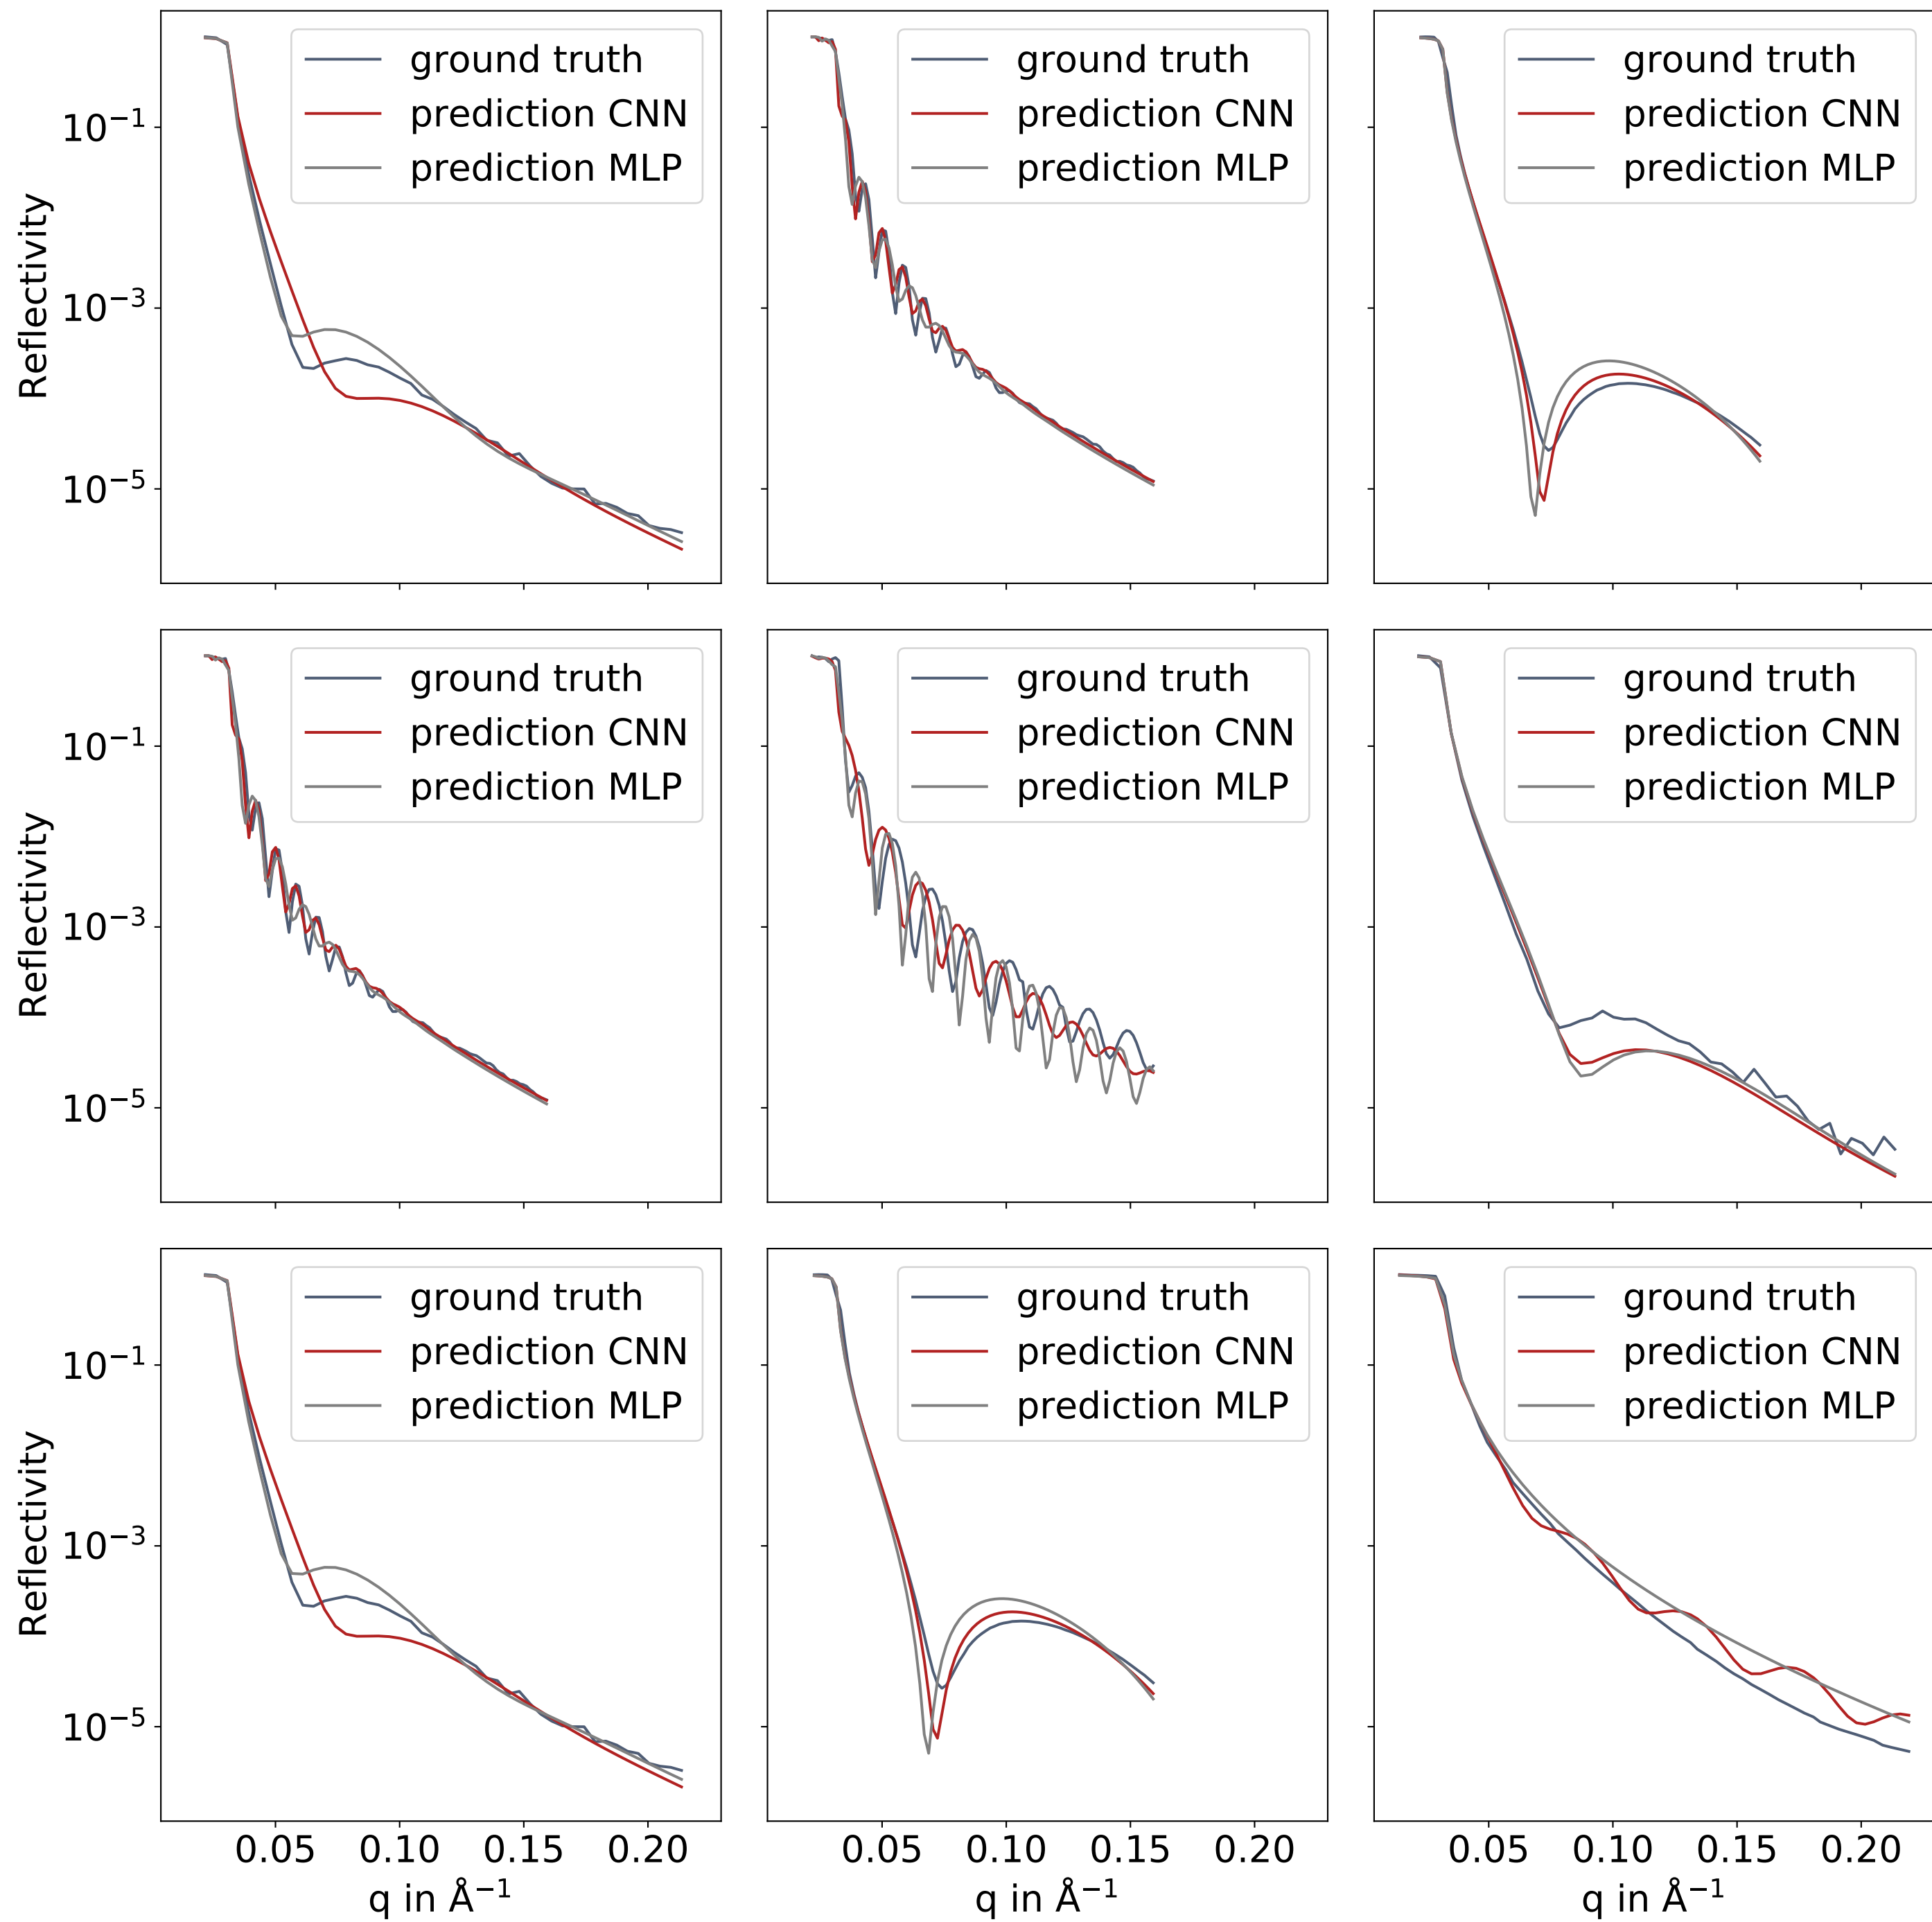 ground truth
prediction CNN
prediction MLP
ground truth
prediction CNN
prediction MLP
ground truth
prediction CNN
prediction MLP
10⁻¹
10⁻³
10⁻⁵
Reflectivity
ground truth
prediction CNN
prediction MLP
ground truth
prediction CNN
prediction MLP
ground truth
prediction CNN
prediction MLP
10⁻¹
10⁻³
10⁻⁵
Reflectivity
ground truth
prediction CNN
prediction MLP
ground truth
prediction CNN
prediction MLP
ground truth
prediction CNN
prediction MLP
10⁻¹
10⁻³
10⁻⁵
Reflectivity
0.05 0.10 0.15 0.20
0.05 0.10 0.15 0.20
0.05 0.10 0.15 0.20
q in Å⁻¹
q in Å⁻¹
q in Å⁻¹